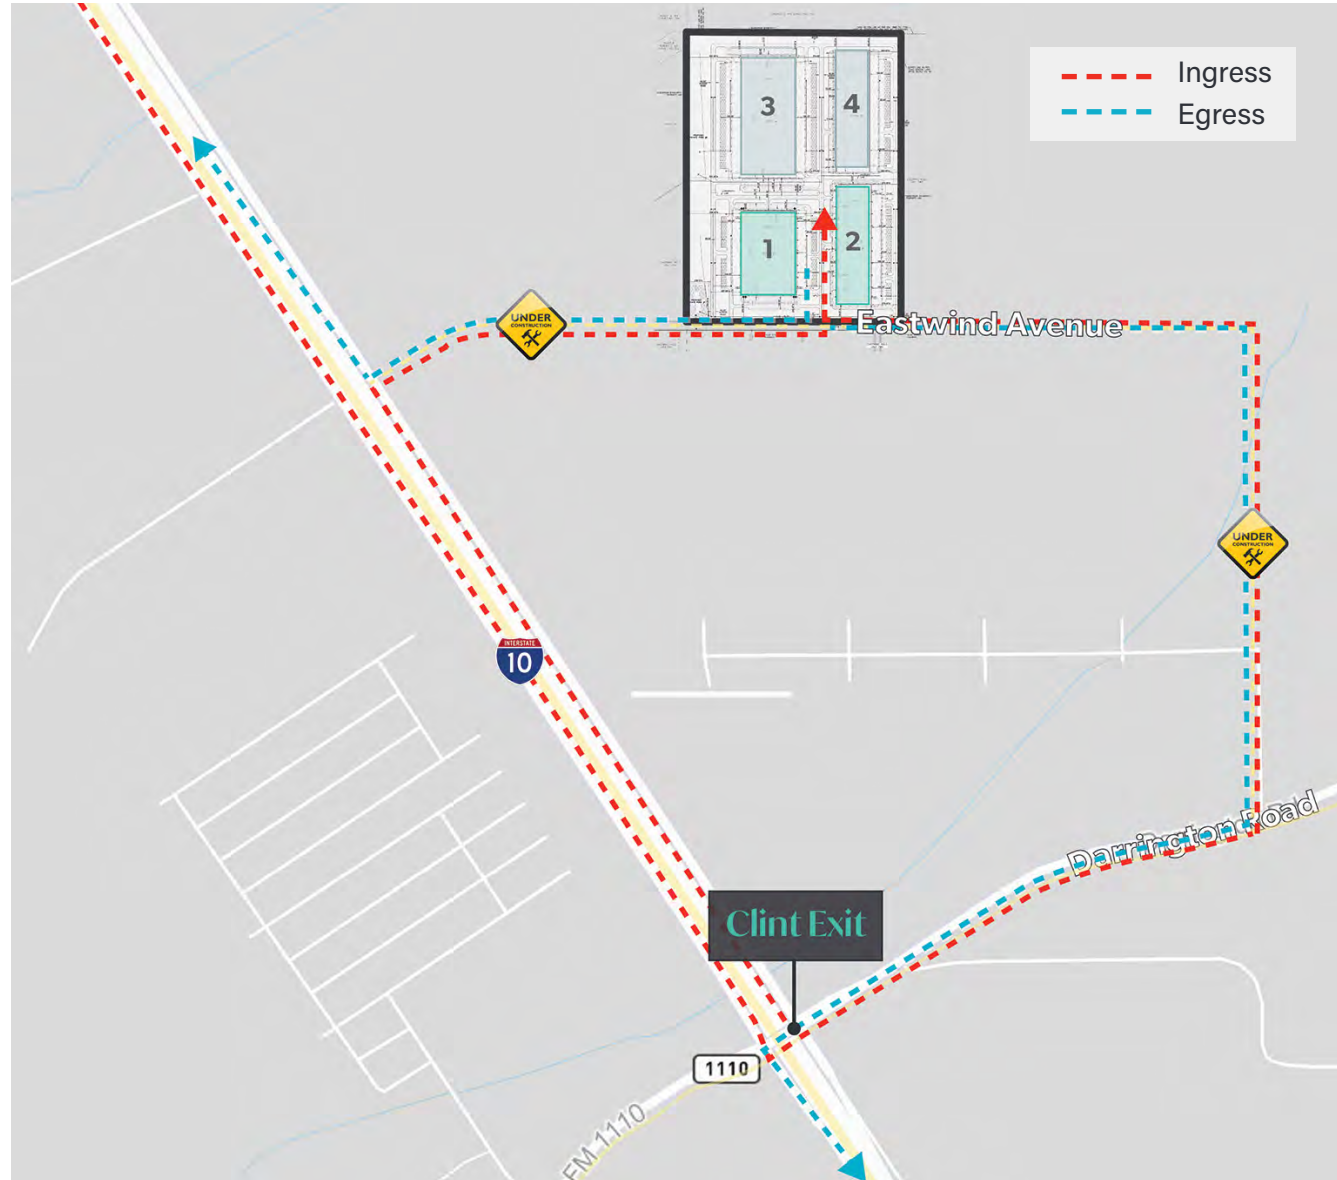 Ingress
Egress
3
4
1
2
UNDER
CONSTRUCTION
Eastwind Avenue
UNDER
CONSTRUCTION
INTERSTATE
10
Darrington Road
Clint Exit
1110
FM 1110